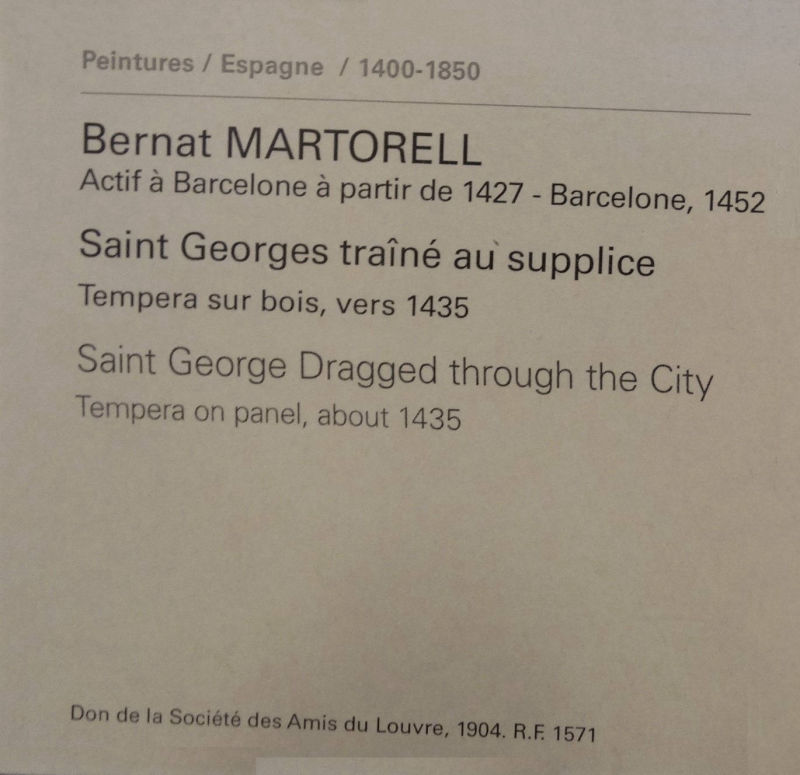 Peintures / Espagne / 1400-1850
Bernat MARTORELL
Actif à Barcelone à partir de 1427 - Barcelone, 1452
Saint Georges traîné au supplice
Tempera sur bois, vers 1435
Saint George Dragged through the City
Tempera on panel, about 1435
Don de la Société des Amis du Louvre, 1904. R.F. 1571